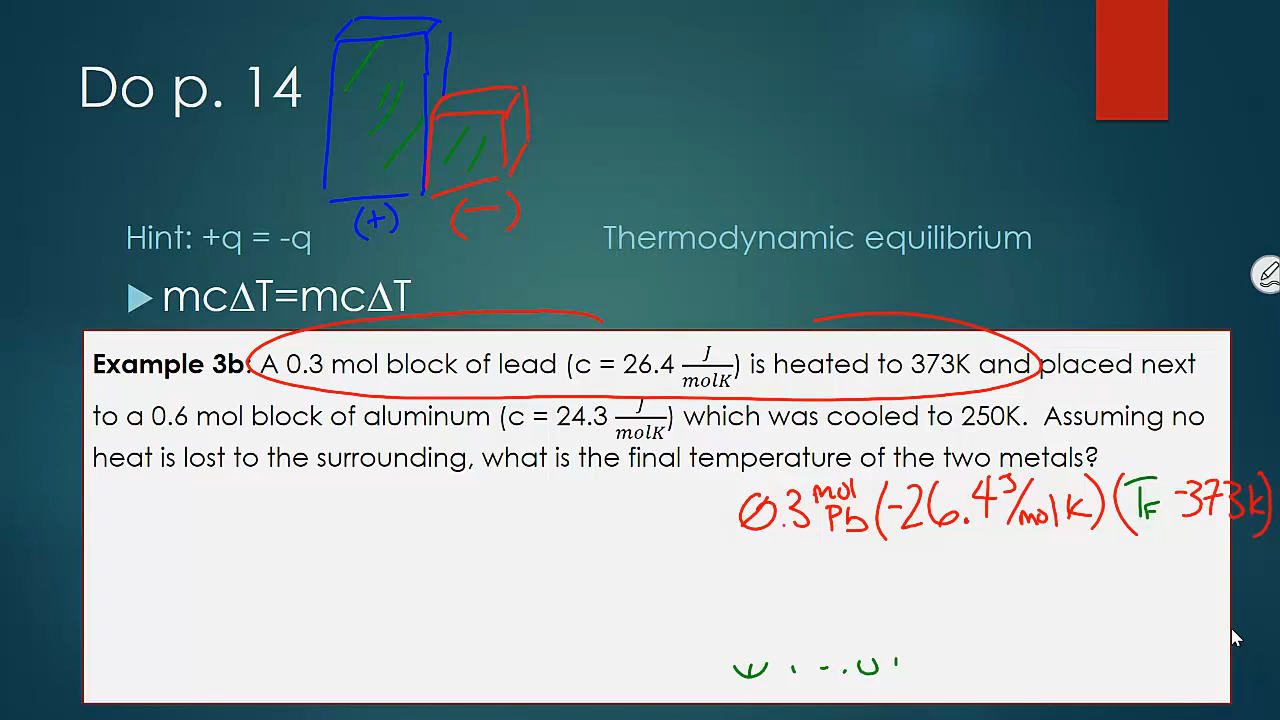 Do p. 14
(+)
(-)
Hint: +q = -q
Thermodynamic equilibrium
mcΔT=mcΔT
Example 3b: A 0.3 mol block of lead (c = 26.4 J/molK) is heated to 373K and placed next
to a 0.6 mol block of aluminum (c = 24.3 J/molK) which was cooled to 250K. Assuming no
heat is lost to the surrounding, what is the final temperature of the two metals?
0.3 mol Pb (-26.4 J/mol K) (TF -373K)